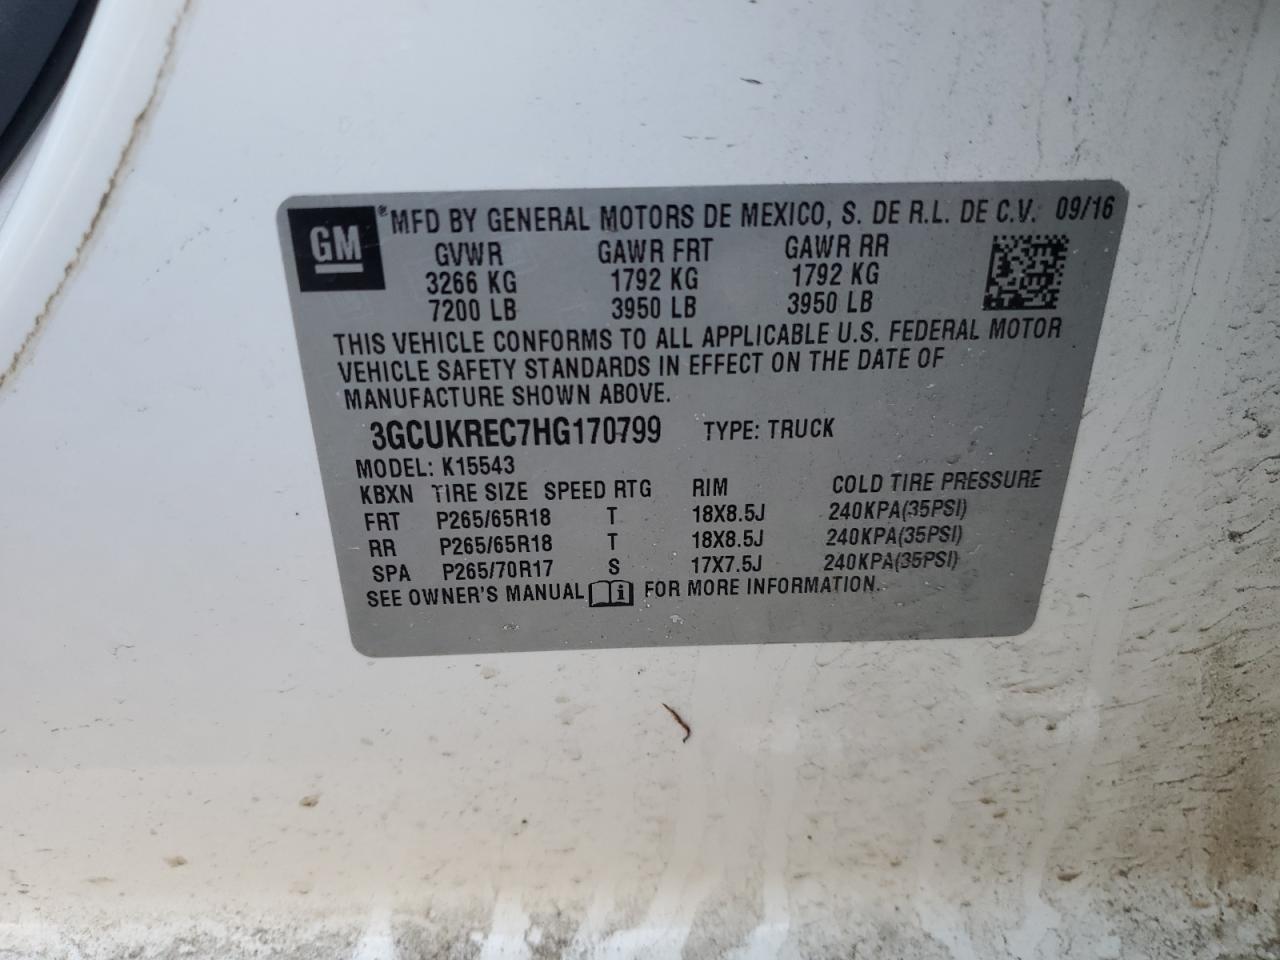 GM
® MFD BY GENERAL MOTORS DE MEXICO, S. DE R.L. DE C.V. 09/16
GVWR GAWR FRT GAWR RR
3266 KG 1792 KG 1792 KG
7200 LB 3950 LB 3950 LB
THIS VEHICLE CONFORMS TO ALL APPLICABLE U.S. FEDERAL MOTOR
VEHICLE SAFETY STANDARDS IN EFFECT ON THE DATE OF
MANUFACTURE SHOWN ABOVE.
3GCUKREC7HG170799 TYPE: TRUCK
MODEL: K15543
KBXN TIRE SIZE SPEED RTG RIM COLD TIRE PRESSURE
FRT P265/65R18 T 18X8.5J 240KPA(35PSI)
RR P265/65R18 T 18X8.5J 240KPA(35PSI)
SPA P265/70R17 S 17X7.5J 240KPA(35PSI)
SEE OWNER'S MANUAL i FOR MORE INFORMATION.